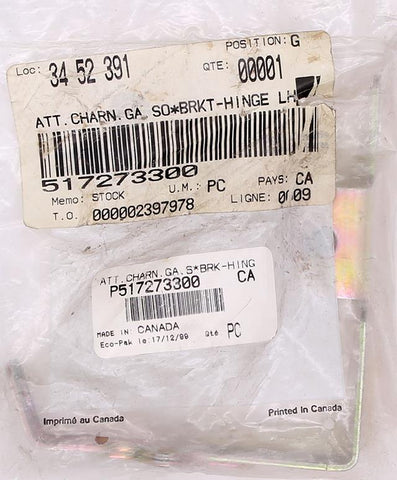 POSITION: G
Loc: 34 52 391 QTE: 00001
ATT.CHARN.GA.SO*BRKT-HINGE LH
517273300 U.M.: PC PAYS: CA
Memo: STOCK
T.O. 000002397978 LIGNE: 0009
ATT.CHARN.GA.S*BRK-HING
P517273300 CA
MADE IN: CANADA
Eco-Pak le:17/12/99 Qté PC
Imprimé au Canada Printed in Canada